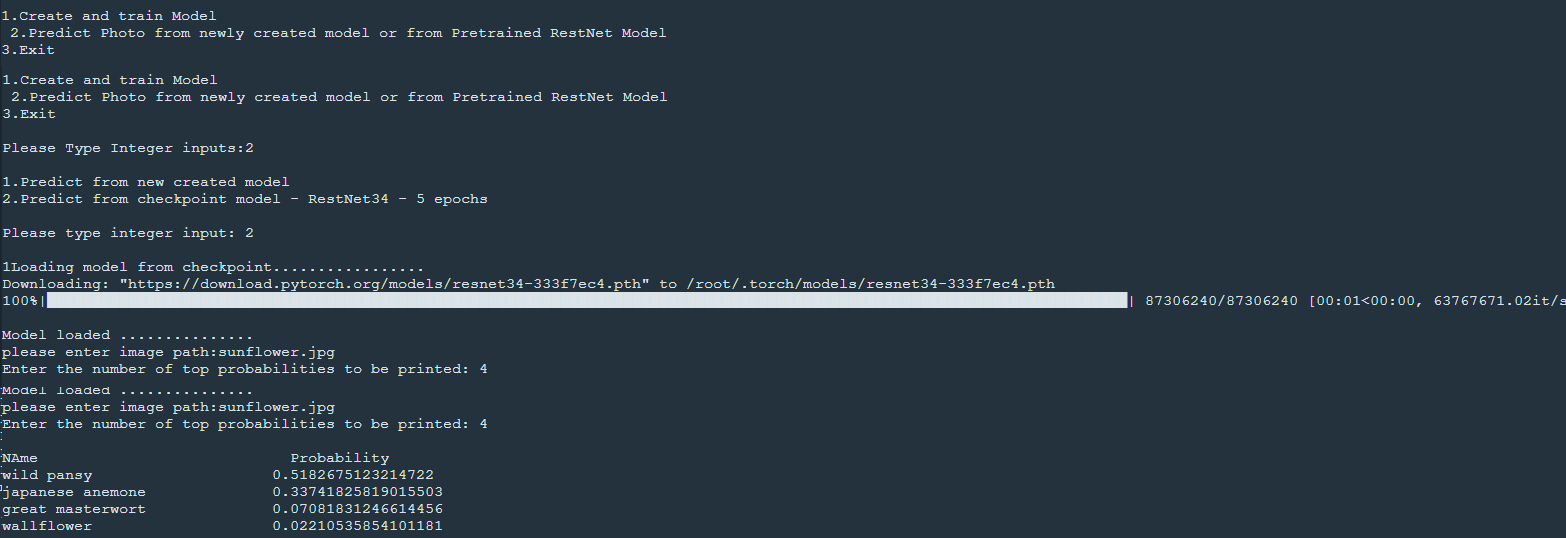 1.Create and train Model
2.Predict Photo from newly created model or from Pretrained RestNet Model
3.Exit
1.Create and train Model
2.Predict Photo from newly created model or from Pretrained RestNet Model
3.Exit
Please Type Integer inputs:2
1.Predict from new created model
2.Predict from checkpoint model - RestNet34 - 5 epochs
Please type integer input: 2
1Loading model from checkpoint.................
Downloading: "https://download.pytorch.org/models/resnet34-333f7ec4.pth" to /root/.torch/models/resnet34-333f7ec4.pth
100%| | 87306240/87306240 [00:01<00:00, 63767671.02it/s
Model loaded ...............
please enter image path:sunflower.jpg
Enter the number of top probabilities to be printed: 4
Model loaded ...............
please enter image path:sunflower.jpg
Enter the number of top probabilities to be printed: 4
NAme Probability
wild pansy 0.5182675123214722
japanese anemone 0.33741825819015503
great masterwort 0.07081831246614456
wallflower 0.02210535854101181